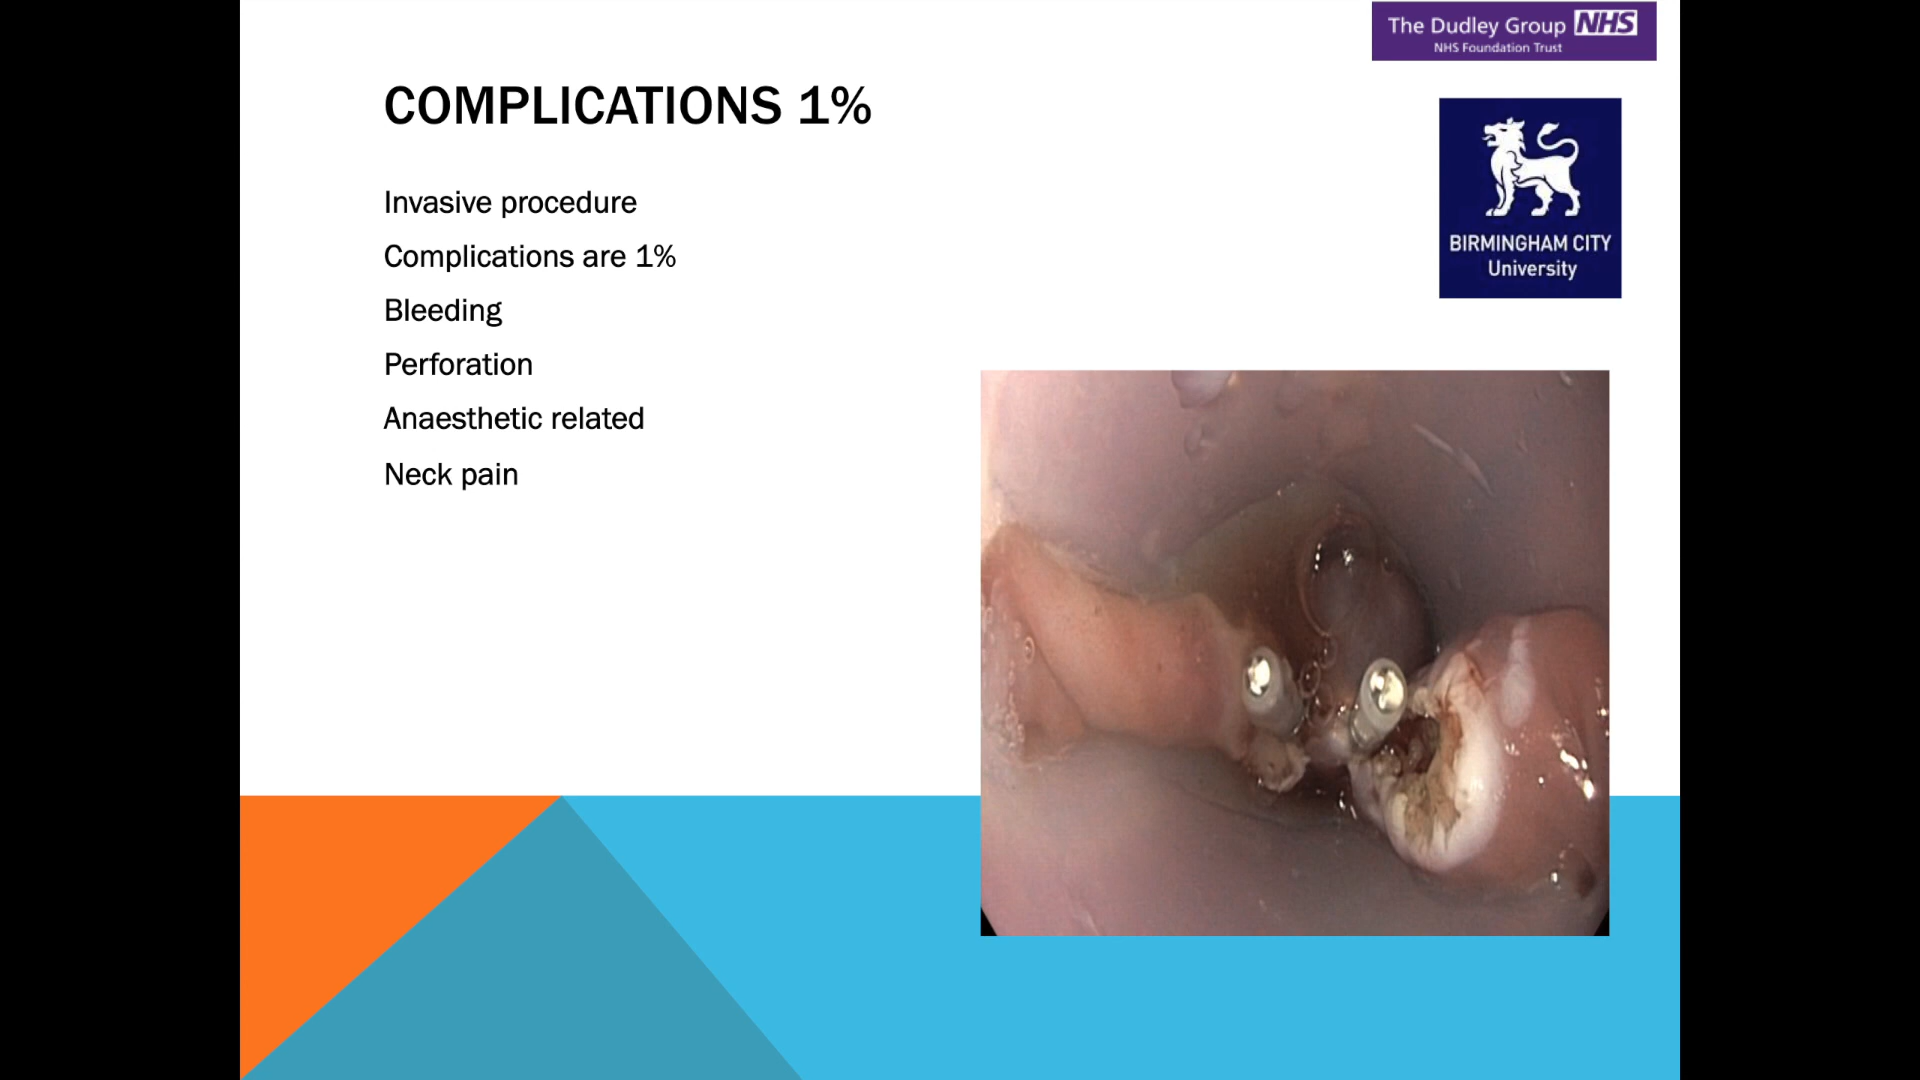 The Dudley Group NHS
NHS Foundation Trust
COMPLICATIONS 1%
BIRMINGHAM CITY
University
Invasive procedure
Complications are 1%
Bleeding
Perforation
Anaesthetic related
Neck pain